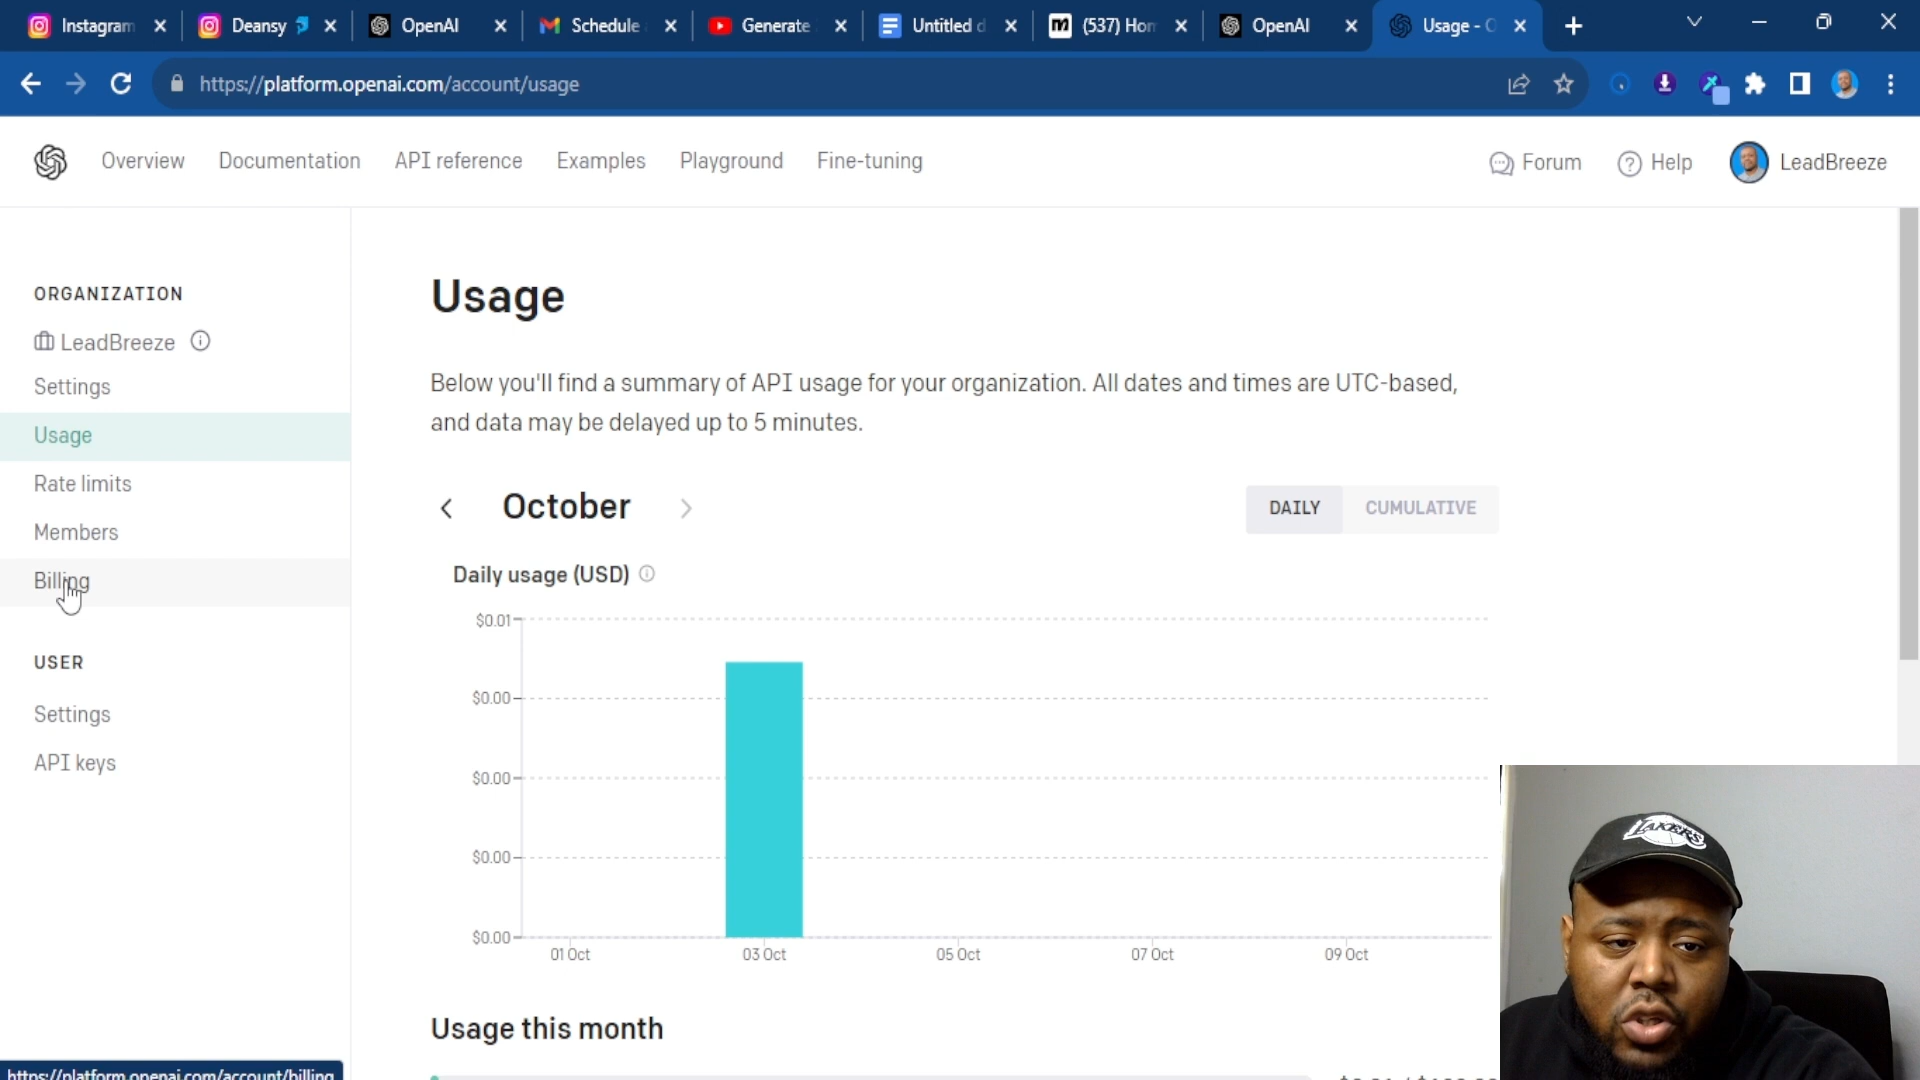 Instagram
Deansy
OpenAI
Schedule
Generate
Untitled d
(537) Hom
OpenAI
Usage - O
https://platform.openai.com/account/usage
Overview
Documentation
API reference
Examples
Playground
Fine-tuning
Forum
Help
LeadBreeze
ORGANIZATION
LeadBreeze
Settings
Usage
Rate limits
Members
Billing
USER
Settings
API keys
Usage
Below you'll find a summary of API usage for your organization. All dates and times are UTC-based,
and data may be delayed up to 5 minutes.
October
DAILY
CUMULATIVE
Daily usage (USD)
$0.01
$0.00
$0.00
$0.00
$0.00
01 Oct
03 Oct
05 Oct
07 Oct
09 Oct
Usage this month
LAKERS
https://platform.openai.com/account/billing